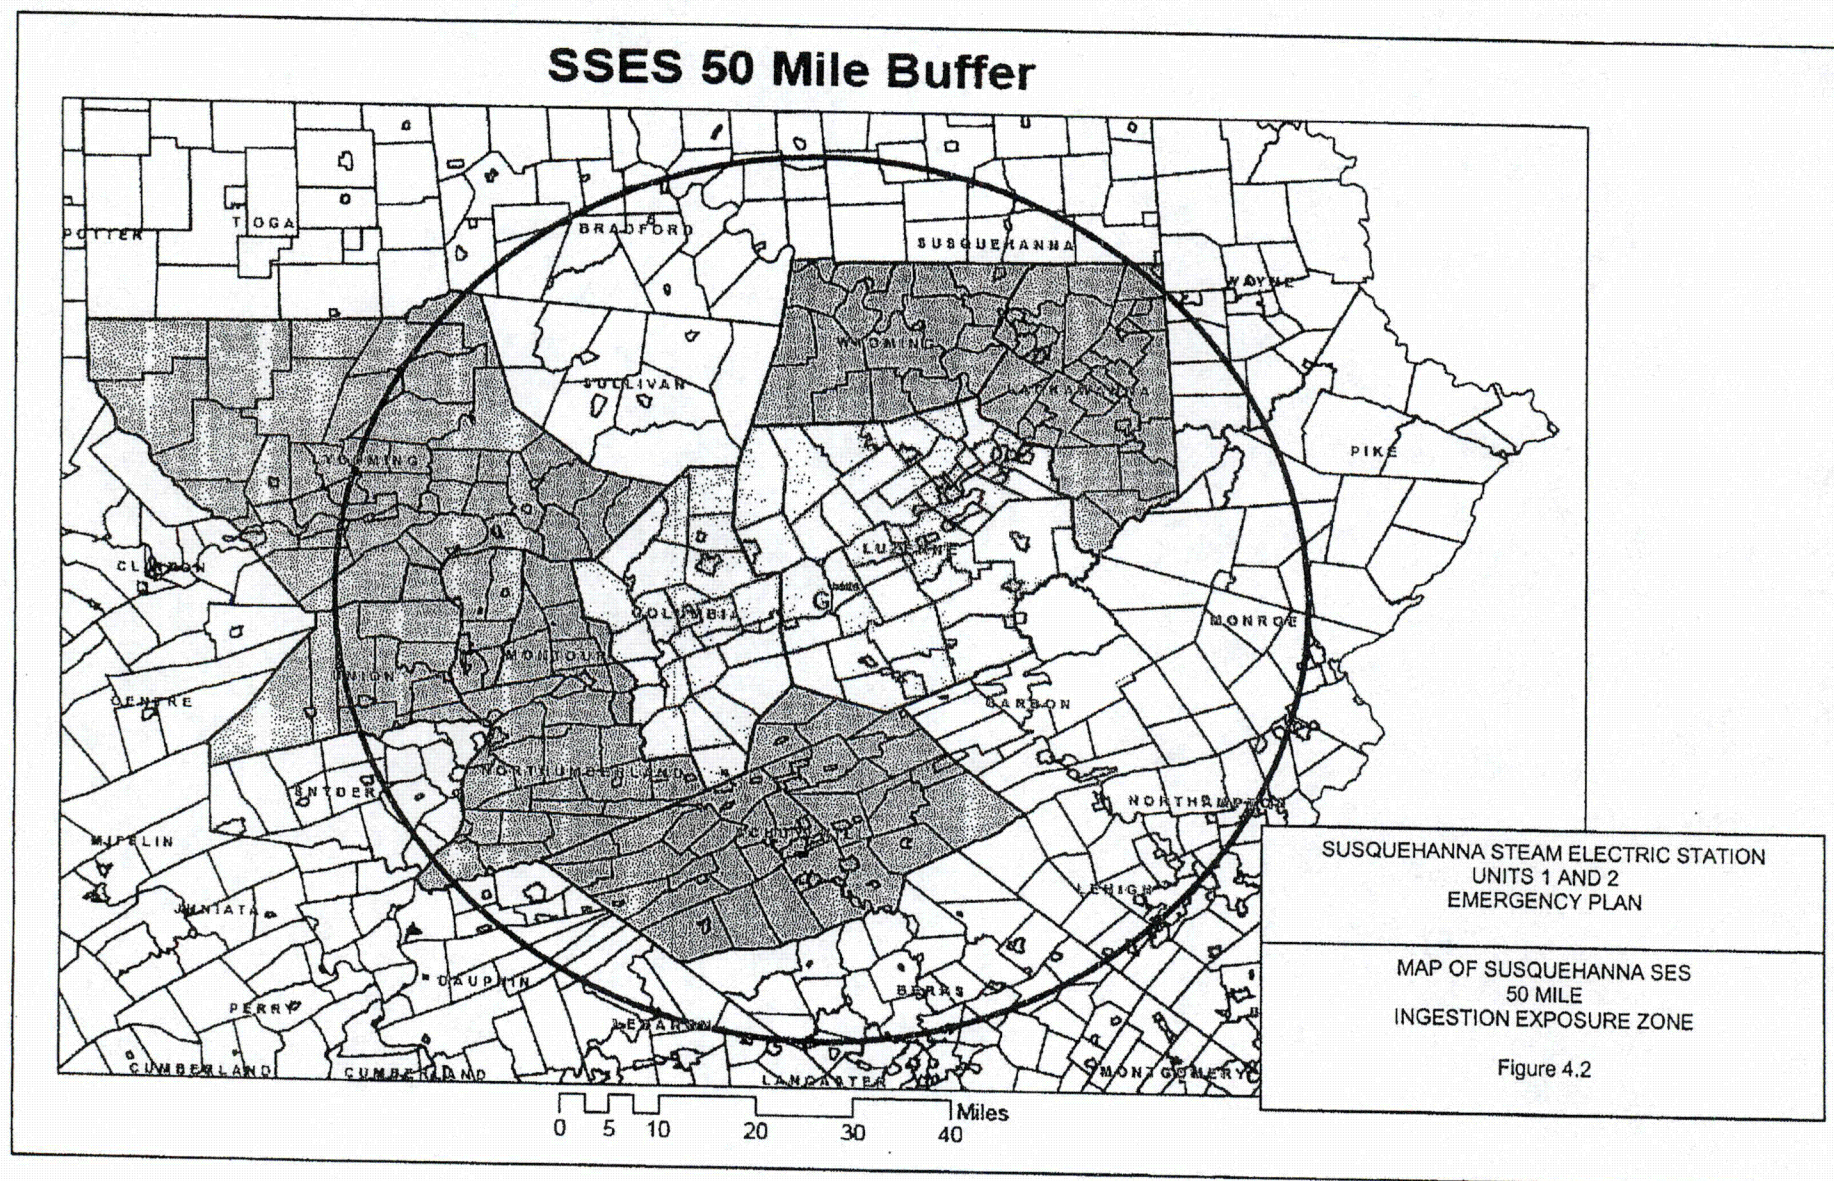 SSES 50 Mile Buffer
POTTER
TIOGA
BRADFORD
SUSQUEHANNA
WAYNE
WYOMING
LACKAWANNA
SULLIVAN
LYCOMING
PIKE
LUZERNE
CLINTON
COLUMBIA
G
MONROE
MONTOUR
UNION
CENTRE
CARBON
NORTHUMBERLAND
SNYDER
NORTHAMPTON
SCHUYLKILL
MIFFLIN
LEHIGH
JUNIATA
DAUPHIN
BERKS
PERRY
LEBANON
CUMBERLAND
CUMBERLAND
LANCASTER
MONTGOMERY
B
SUSQUEHANNA STEAM ELECTRIC STATION
UNITS 1 AND 2
EMERGENCY PLAN
MAP OF SUSQUEHANNA SES
50 MILE
INGESTION EXPOSURE ZONE
Figure 4.2
Miles
0 5 10 20 30 40